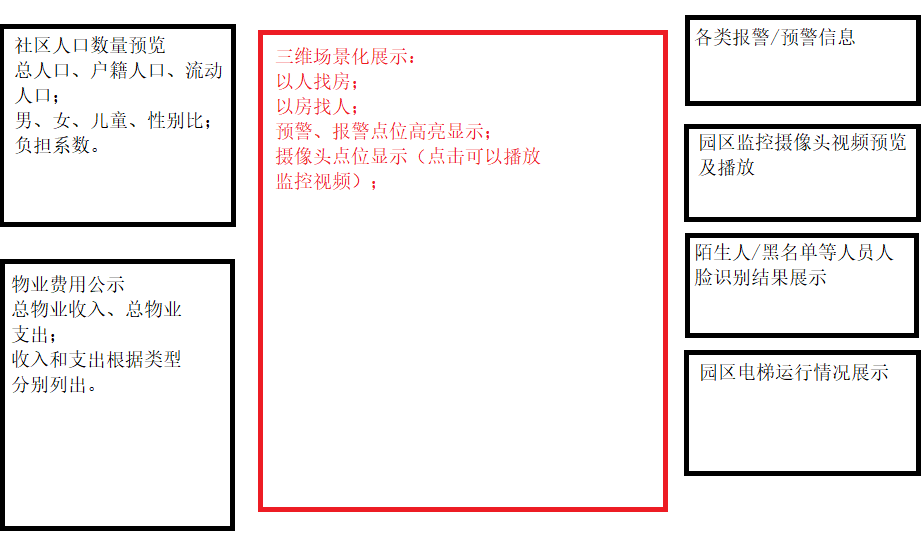 社区人口数量预览
总人口、户籍人口、流动
人口；
男、女、儿童、性别比；
负担系数。
物业费用公示
总物业收入、总物业
支出；
收入和支出根据类型
分别列出。
三维场景化展示：
以人找房；
以房找人；
预警、报警点位高亮显示；
摄像头点位显示（点击可以播放
监控视频）；
各类报警/预警信息
园区监控摄像头视频预览
及播放
陌生人/黑名单等人员人
脸识别结果展示
园区电梯运行情况展示